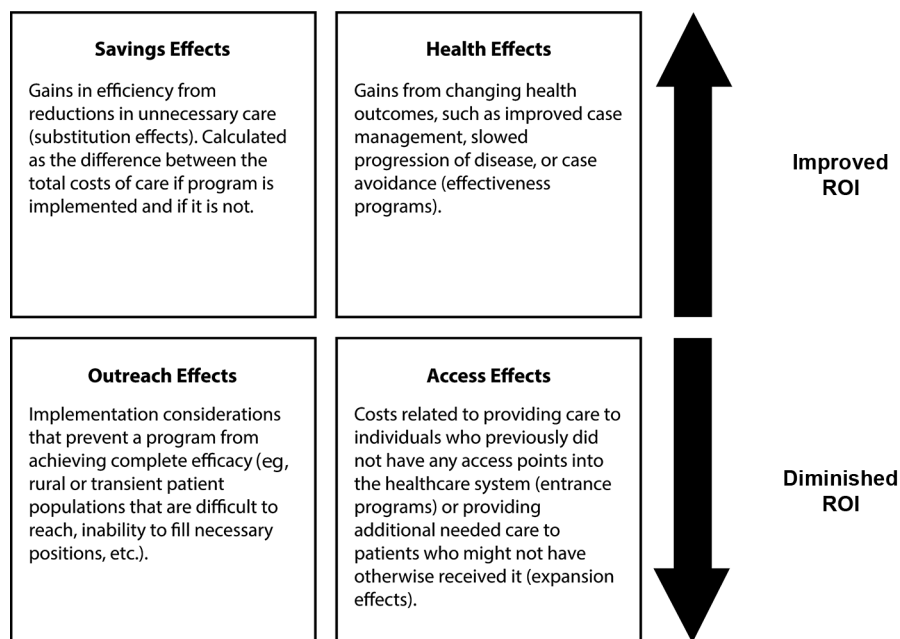 Savings Effects
Gains in efficiency from
reductions in unnecessary care
(substitution effects). Calculated
as the difference between the
total costs of care if program is
implemented and if it is not.
Health Effects
Gains from changing health
outcomes, such as improved case
management, slowed
progression of disease, or case
avoidance (effectiveness
programs).
Improved
ROI
Outreach Effects
Implementation considerations
that prevent a program from
achieving complete efficacy (eg,
rural or transient patient
populations that are difficult to
reach, inability to fill necessary
positions, etc.).
Access Effects
Costs related to providing care to
individuals who previously did
not have any access points into
the healthcare system (entrance
programs) or providing
additional needed care to
patients who might not have
otherwise received it (expansion
effects).
Diminished
ROI